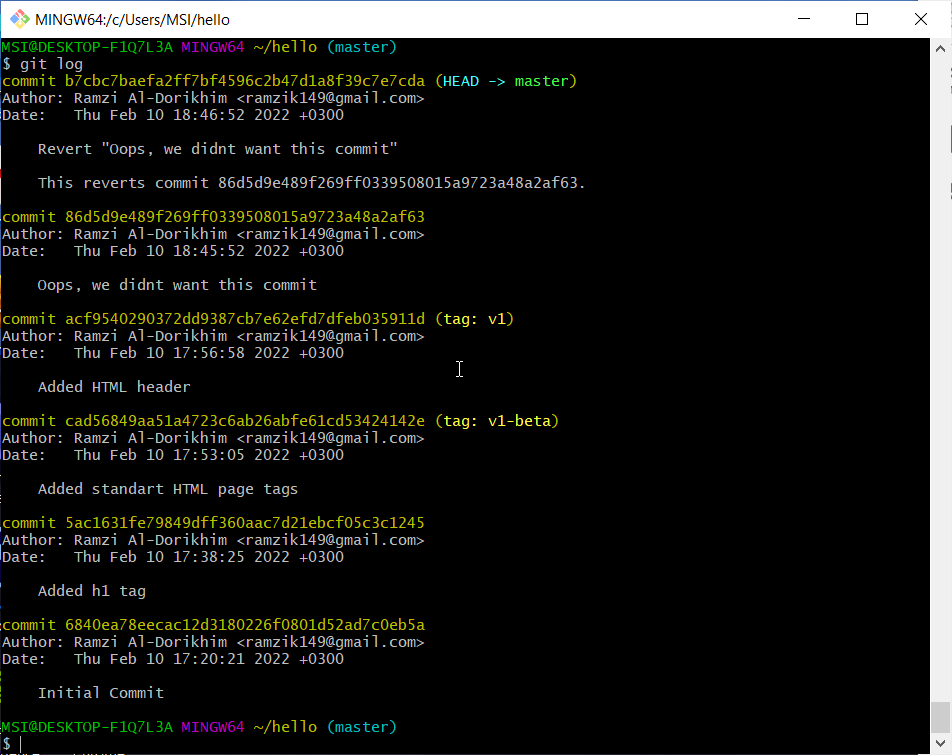 MINGW64:/c/Users/MSI/hello
MSI@DESKTOP-F1Q7L3A MINGW64 ~/hello (master)
$ git log
commit b7cbc7baefa2ff7bf4596c2b47d1a8f39c7e7cda (HEAD -> master)
Author: Ramzi Al-Dorikhim <ramzik149@gmail.com>
Date:   Thu Feb 10 18:46:52 2022 +0300
Revert "Oops, we didnt want this commit"
This reverts commit 86d5d9e489f269ff0339508015a9723a48a2af63.
commit 86d5d9e489f269ff0339508015a9723a48a2af63
Author: Ramzi Al-Dorikhim <ramzik149@gmail.com>
Date:   Thu Feb 10 18:45:52 2022 +0300
Oops, we didnt want this commit
commit acf9540290372dd9387cb7e62efd7dfeb035911d (tag: v1)
Author: Ramzi Al-Dorikhim <ramzik149@gmail.com>
Date:   Thu Feb 10 17:56:58 2022 +0300
Added HTML header
commit cad56849aa51a4723c6ab26abfe61cd53424142e (tag: v1-beta)
Author: Ramzi Al-Dorikhim <ramzik149@gmail.com>
Date:   Thu Feb 10 17:53:05 2022 +0300
Added standart HTML page tags
commit 5ac1631fe79849dff360aac7d21ebcf05c3c1245
Author: Ramzi Al-Dorikhim <ramzik149@gmail.com>
Date:   Thu Feb 10 17:38:25 2022 +0300
Added h1 tag
commit 6840ea78eecac12d3180226f0801d52ad7c0eb5a
Author: Ramzi Al-Dorikhim <ramzik149@gmail.com>
Date:   Thu Feb 10 17:20:21 2022 +0300
Initial Commit
MSI@DESKTOP-F1Q7L3A MINGW64 ~/hello (master)
$